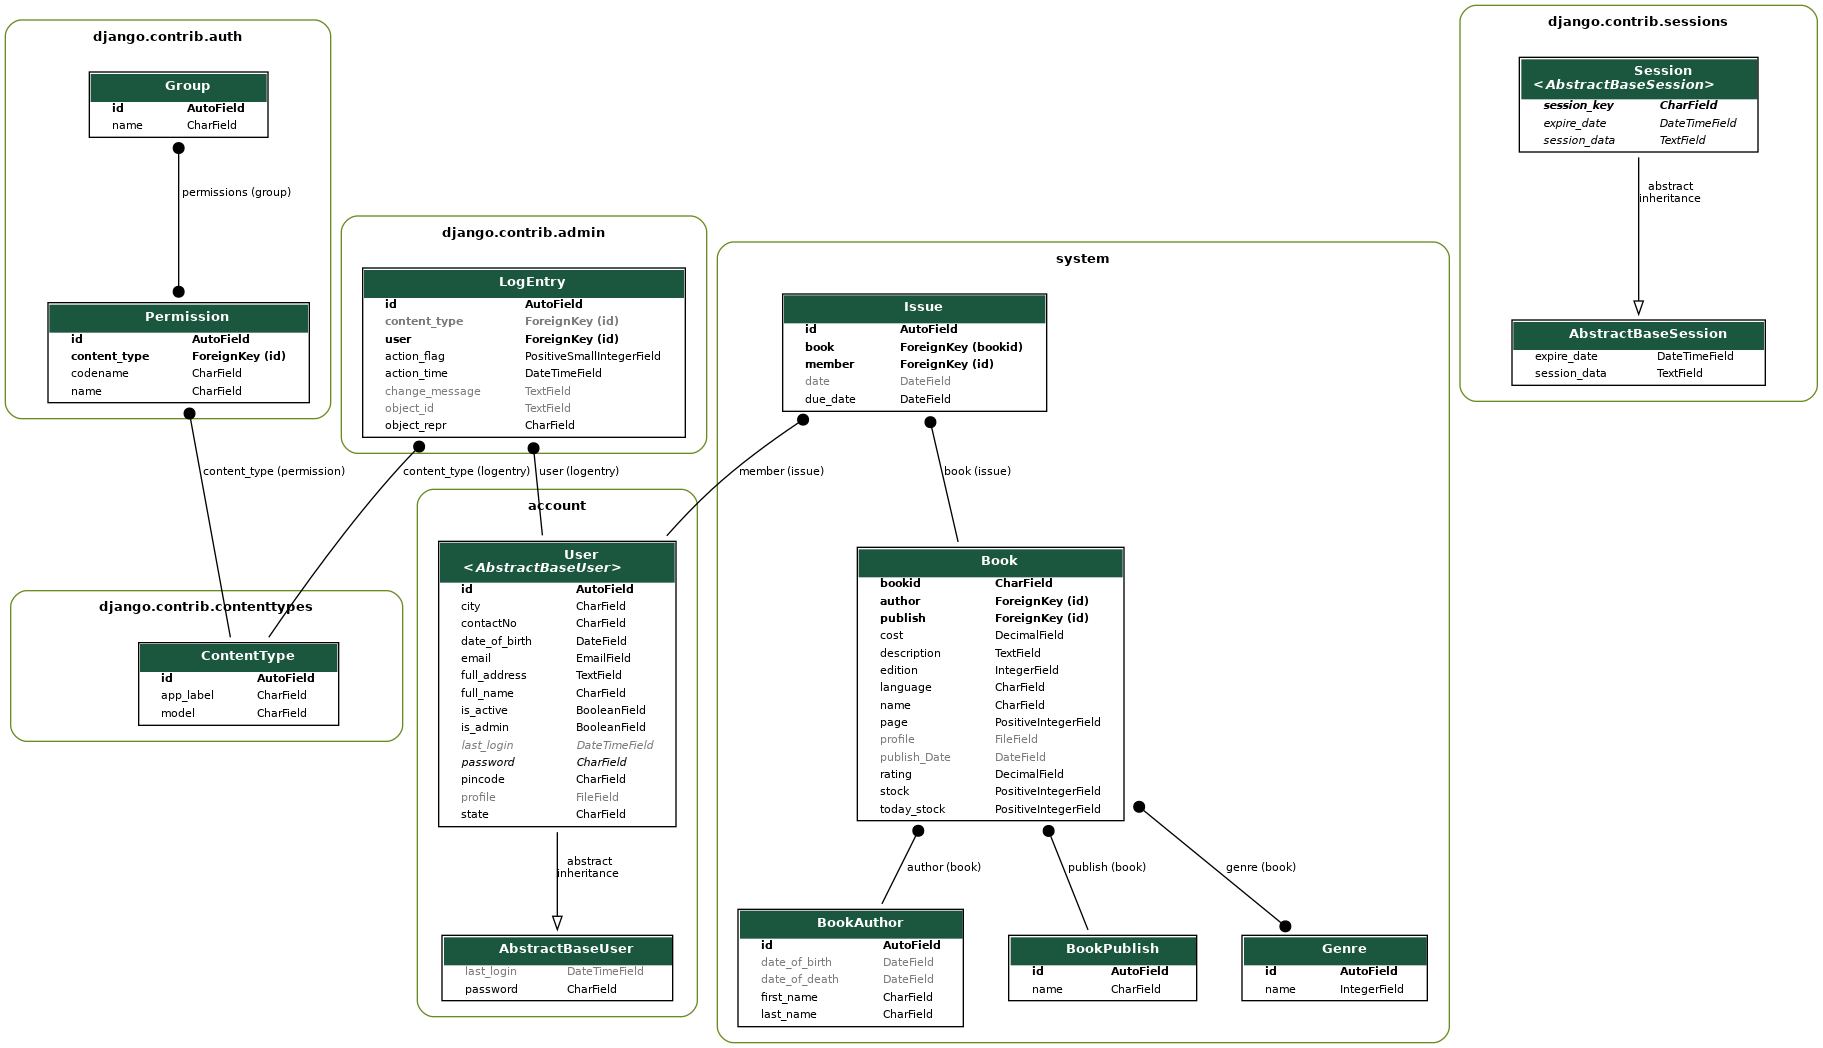 django.contrib.auth
Group
id AutoField
name CharField
permissions (group)
Permission
id AutoField
content_type ForeignKey (id)
codename CharField
name CharField
content_type (permission)
django.contrib.admin
LogEntry
id AutoField
content_type ForeignKey (id)
user ForeignKey (id)
action_flag PositiveSmallIntegerField
action_time DateTimeField
change_message TextField
object_id TextField
object_repr CharField
content_type (logentry)
user (logentry)
django.contrib.contenttypes
ContentType
id AutoField
app_label CharField
model CharField
account
User
<AbstractBaseUser>
id AutoField
city CharField
contactNo CharField
date_of_birth DateField
email EmailField
full_address TextField
full_name CharField
is_active BooleanField
is_admin BooleanField
last_login DateTimeField
password CharField
pincode CharField
profile FileField
state CharField
abstract
inheritance
AbstractBaseUser
last_login DateTimeField
password CharField
system
Issue
id AutoField
book ForeignKey (bookid)
member ForeignKey (id)
date DateField
due_date DateField
member (issue)
book (issue)
Book
bookid CharField
author ForeignKey (id)
publish ForeignKey (id)
cost DecimalField
description TextField
edition IntegerField
language CharField
name CharField
page PositiveIntegerField
profile FileField
publish_Date DateField
rating DecimalField
stock PositiveIntegerField
today_stock PositiveIntegerField
author (book)
publish (book)
genre (book)
BookAuthor
id AutoField
date_of_birth DateField
date_of_death DateField
first_name CharField
last_name CharField
BookPublish
id AutoField
name CharField
Genre
id AutoField
name IntegerField
django.contrib.sessions
Session
<AbstractBaseSession>
session_key CharField
expire_date DateTimeField
session_data TextField
abstract
inheritance
AbstractBaseSession
expire_date DateTimeField
session_data TextField